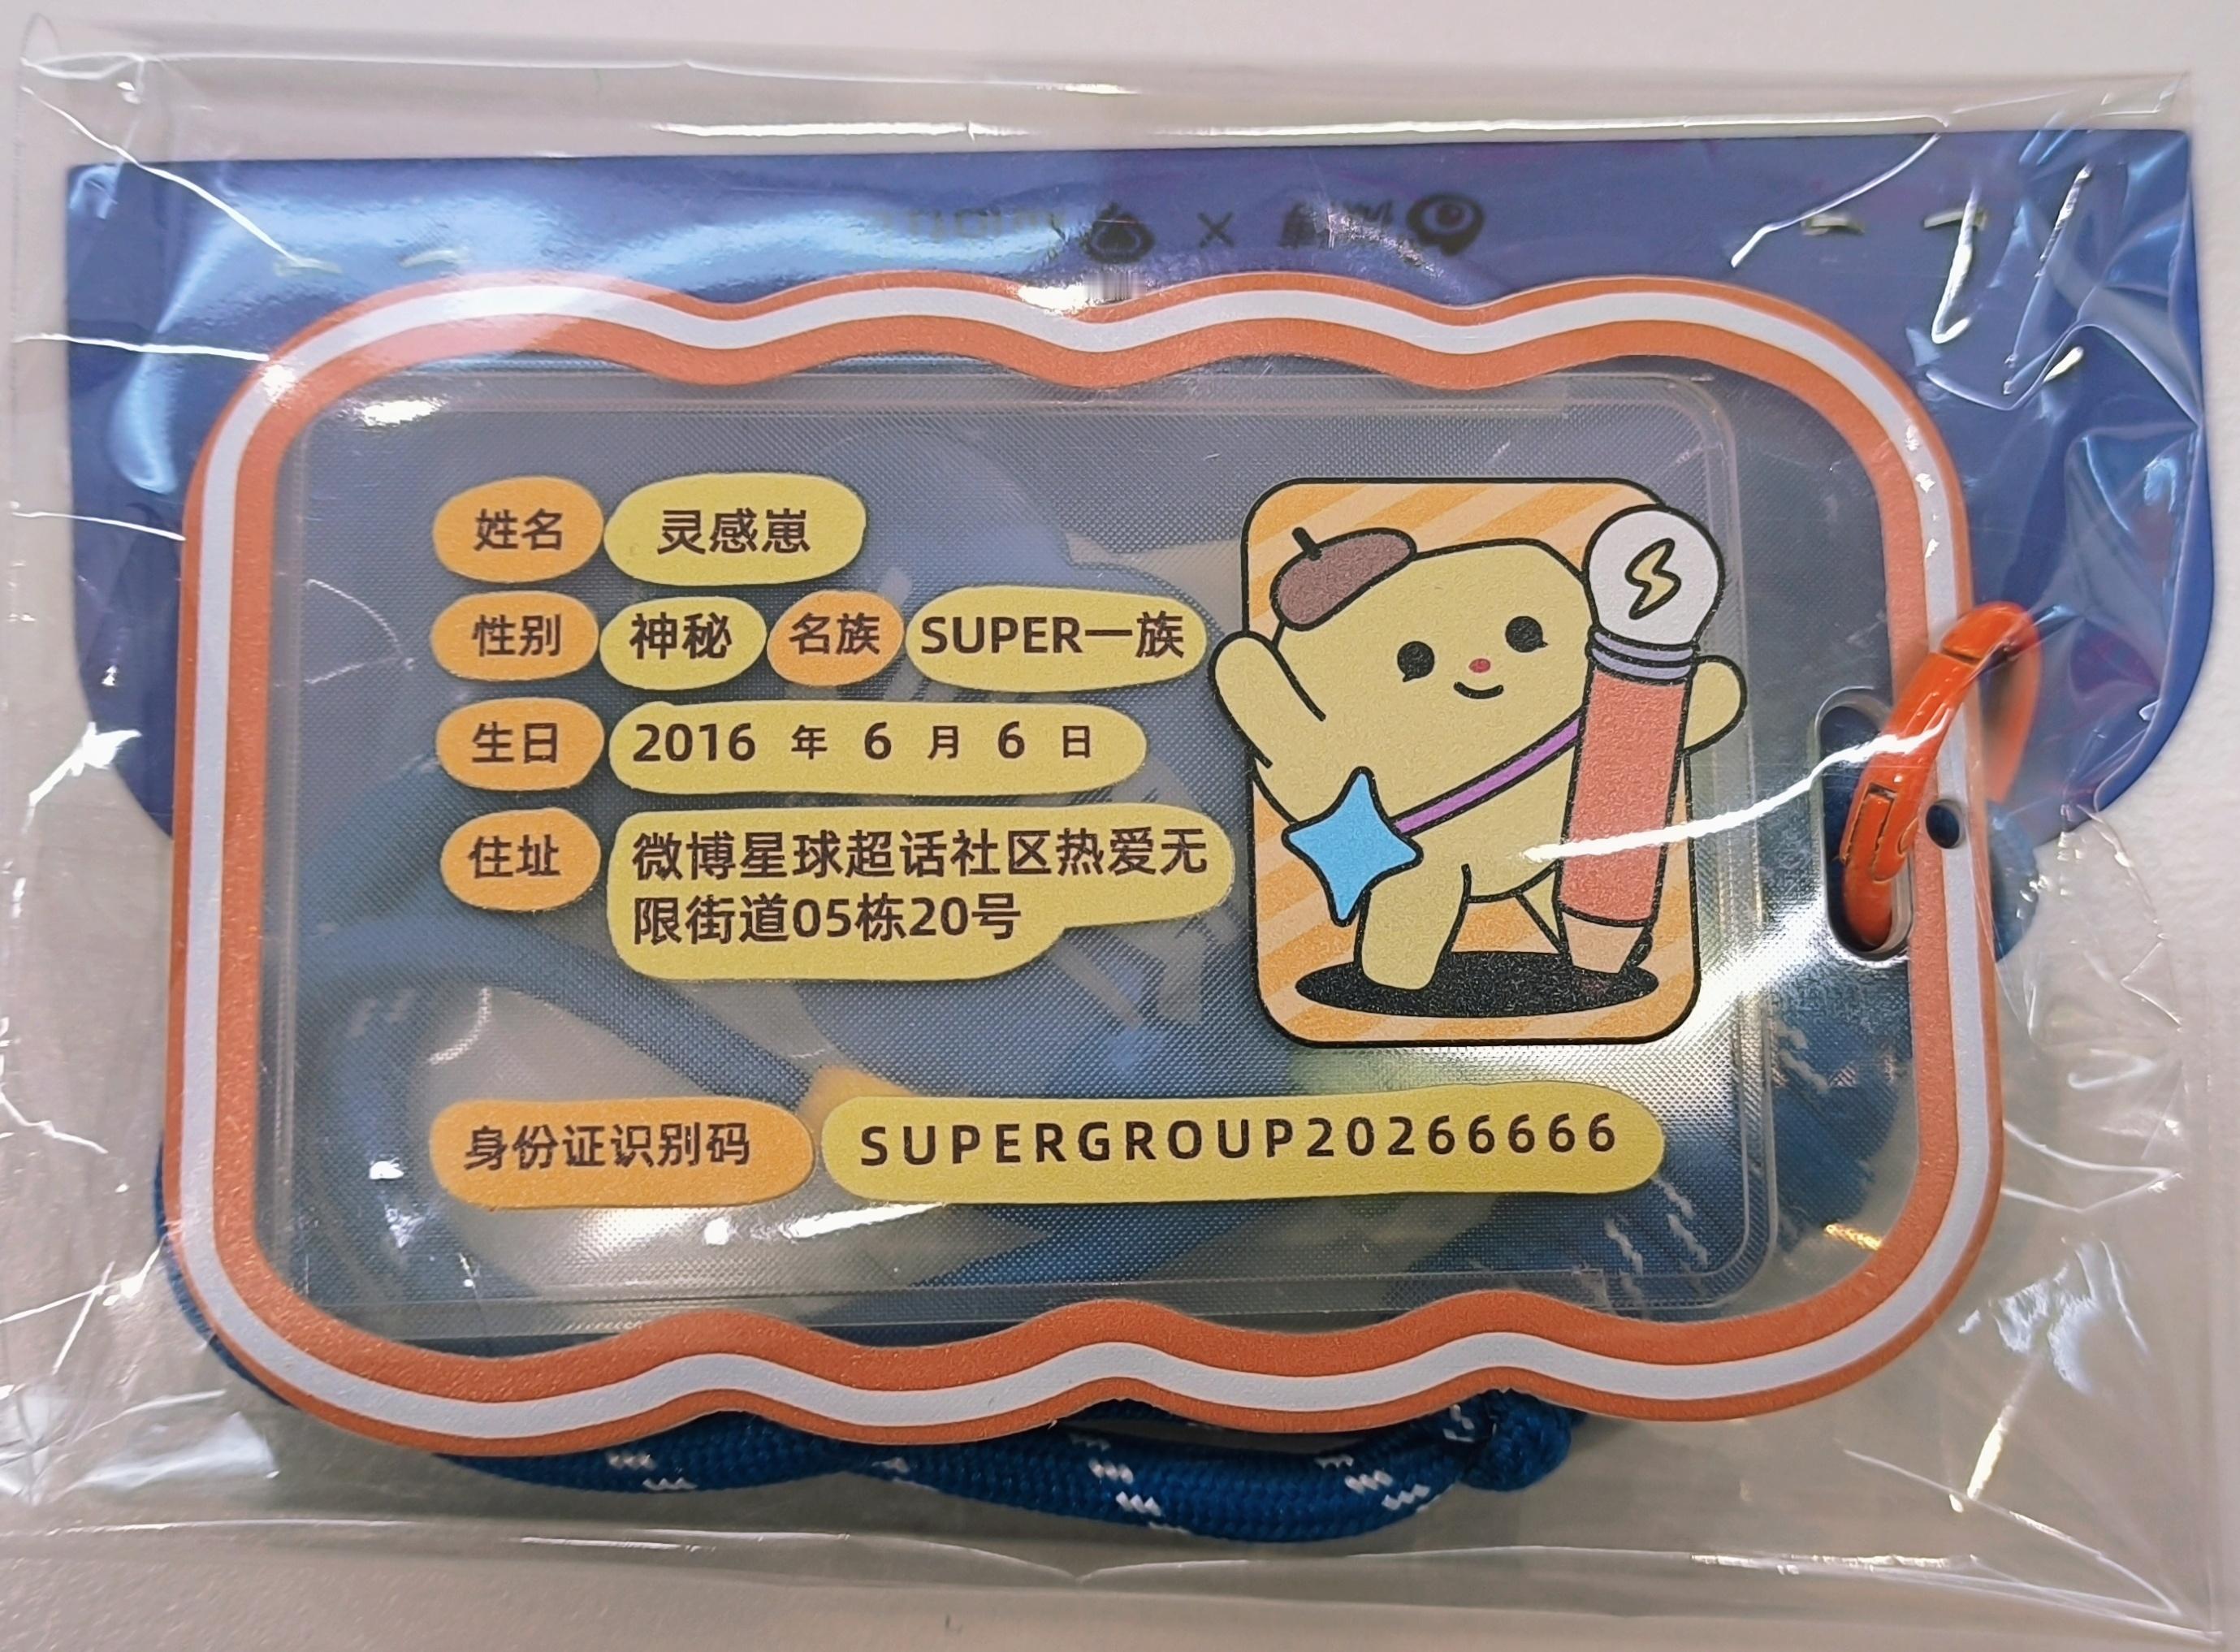 姓名 灵感崽
性别 神秘 名族 SUPER一族
生日 2016 年 6 月 6 日
住址 微博星球超话社区热爱无
限街道05栋20号
身份证识别码 SUPERGROUP20266666